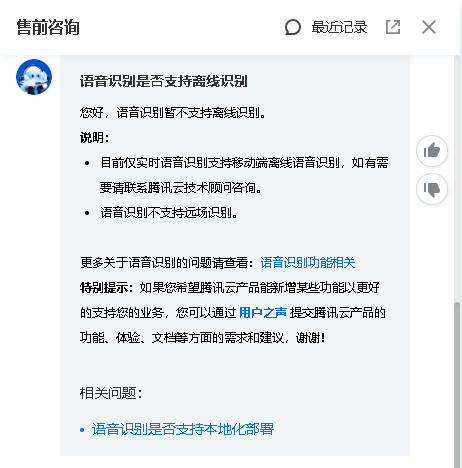 售前咨询
最近记录
语音识别是否支持离线识别
您好，语音识别暂不支持离线识别。
说明：
目前仅实时语音识别支持移动端离线语音识别，如有需
要请联系腾讯云技术顾问咨询。
语音识别不支持远场识别。
更多关于语音识别的问题请查看：语音识别功能相关
特别提示：如果您希望腾讯云产品能新增某些功能以更好
的支持您的业务，您可以通过 用户之声 提交腾讯云产品的
功能、体验、文档等方面的需求和建议，谢谢！
相关问题：
语音识别是否支持本地化部署